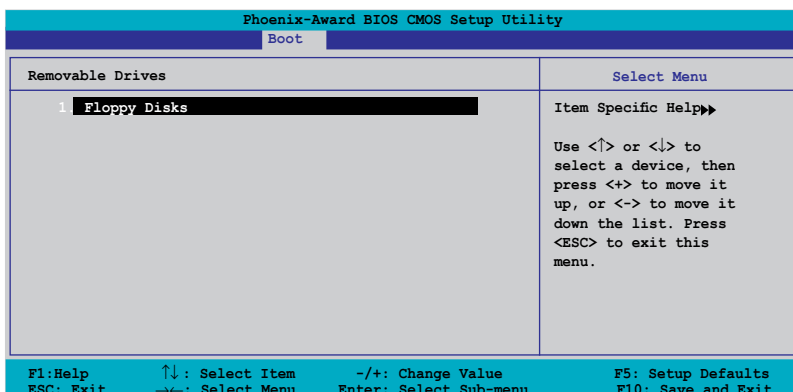 Phoenix-Award BIOS CMOS Setup Utility
Boot
Removable Drives
Select Menu
1. Floppy Disks
Item Specific Help▸▸
Use <↑> or <↓> to
select a device, then
press <+> to move it
up, or <-> to move it
down the list. Press
<ESC> to exit this
menu.
F1:Help ↑↓: Select Item -/+: Change Value F5: Setup Defaults
ESC: Exit →←: Select Menu Enter: Select Sub-menu F10: Save and Exit